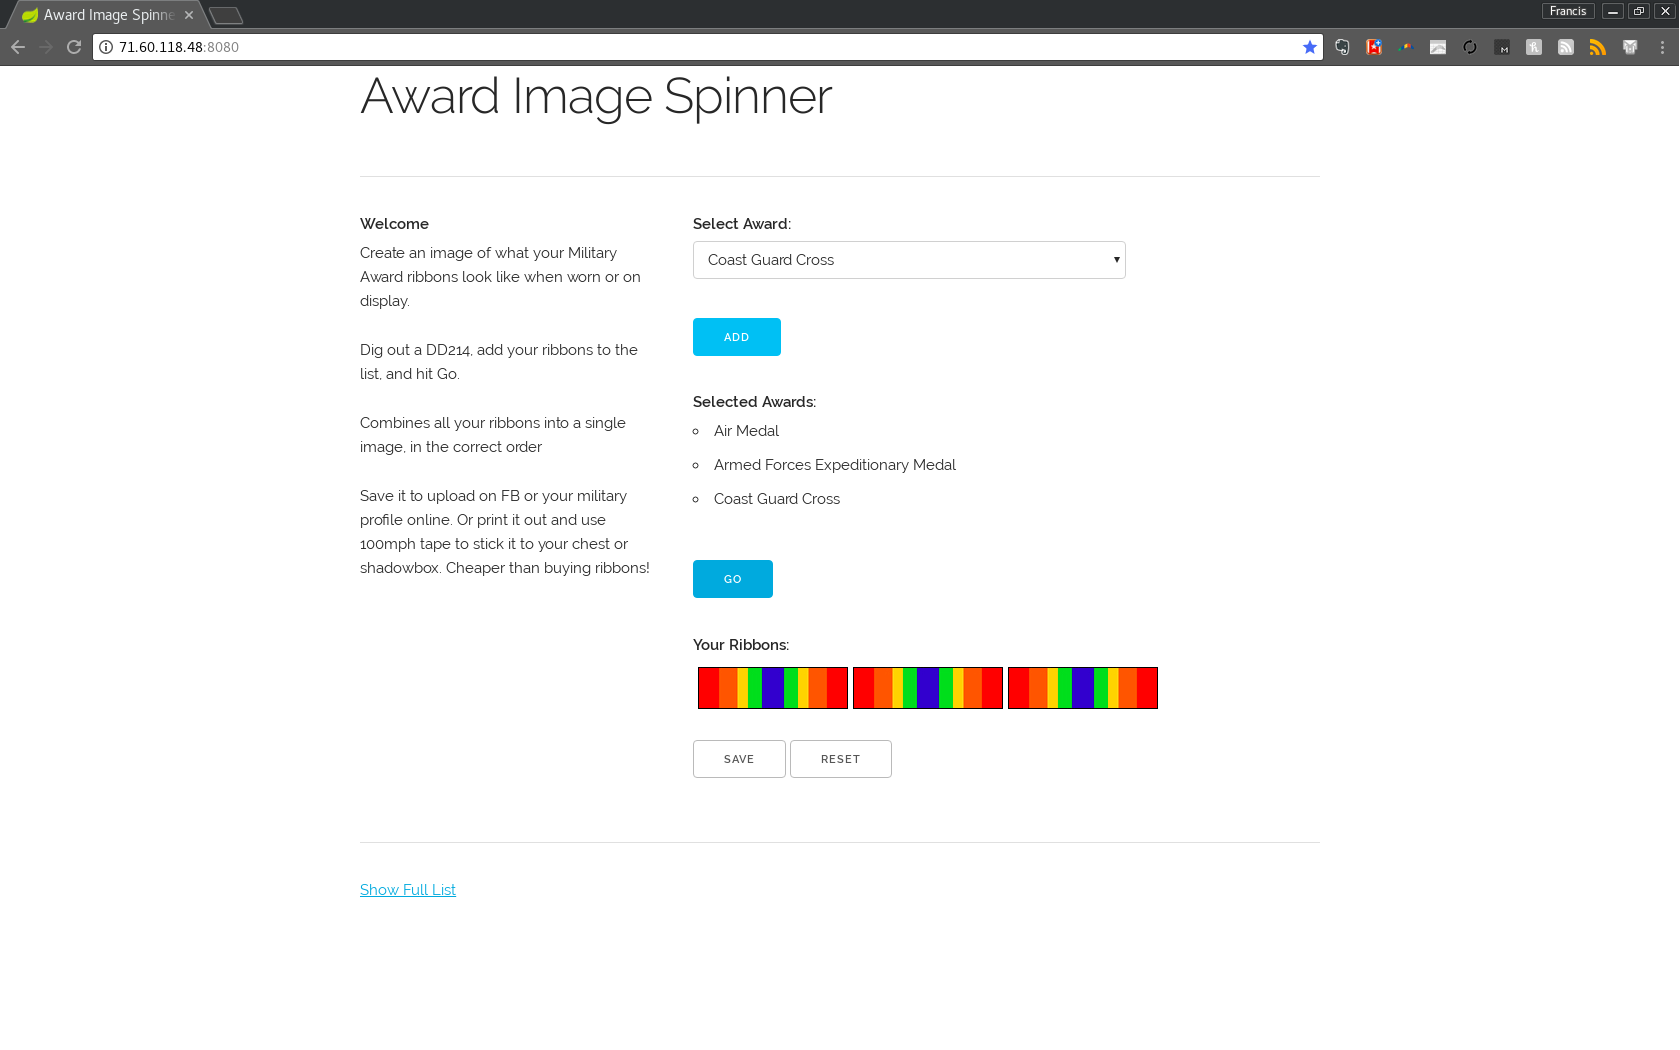 Award Image Spinne
Francis
71.60.118.48:8080
Award Image Spinner
Welcome
Create an image of what your Military
Award ribbons look like when worn or on
display.
Dig out a DD214, add your ribbons to the
list, and hit Go.
Combines all your ribbons into a single
image, in the correct order
Save it to upload on FB or your military
profile online. Or print it out and use
100mph tape to stick it to your chest or
shadowbox. Cheaper than buying ribbons!
Select Award:
Coast Guard Cross
ADD
Selected Awards:
Air Medal
Armed Forces Expeditionary Medal
Coast Guard Cross
GO
Your Ribbons:
SAVE
RESET
Show Full List